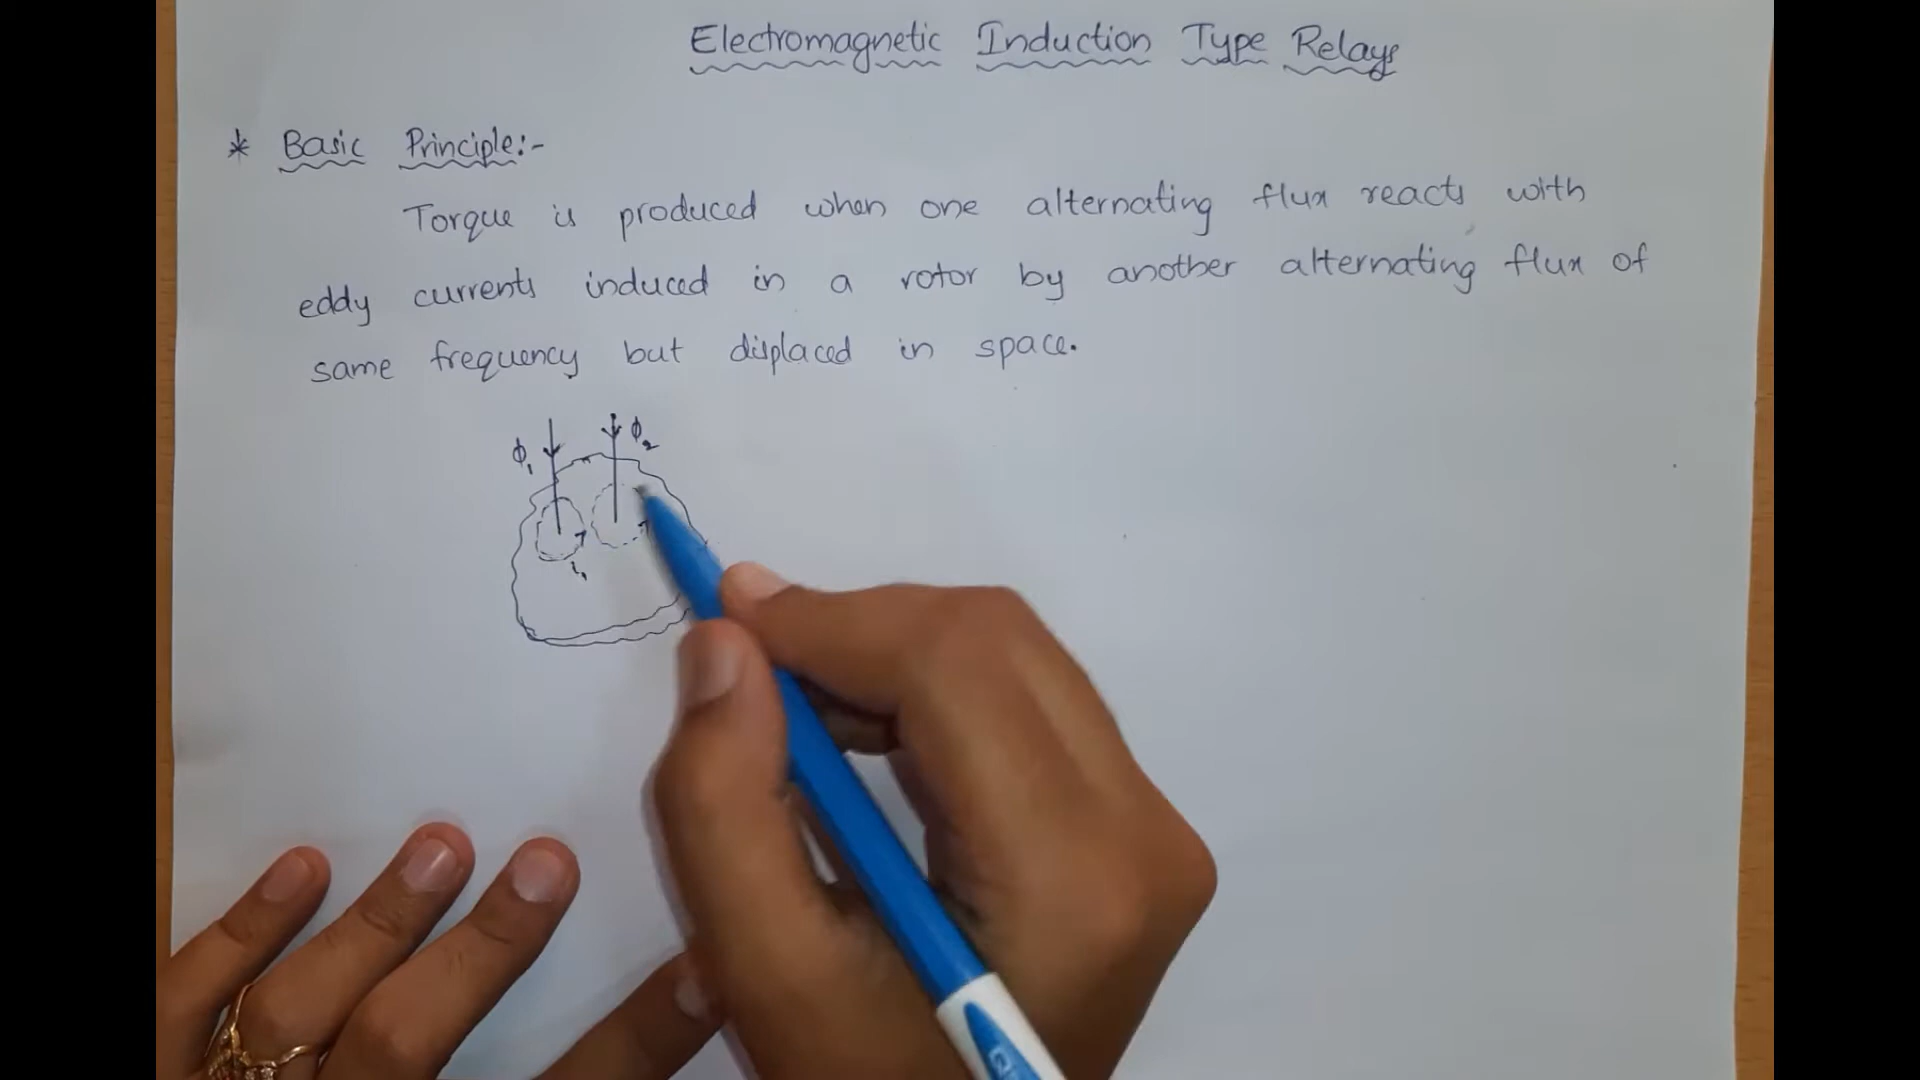 Electromagnetic Induction Type Relays
* Basic Principle:-
Torque is produced when one alternating flux reacts with
eddy currents induced in a rotor by another alternating flux of
same frequency but displaced in space.
ϕ₁ ϕ₂
i₁